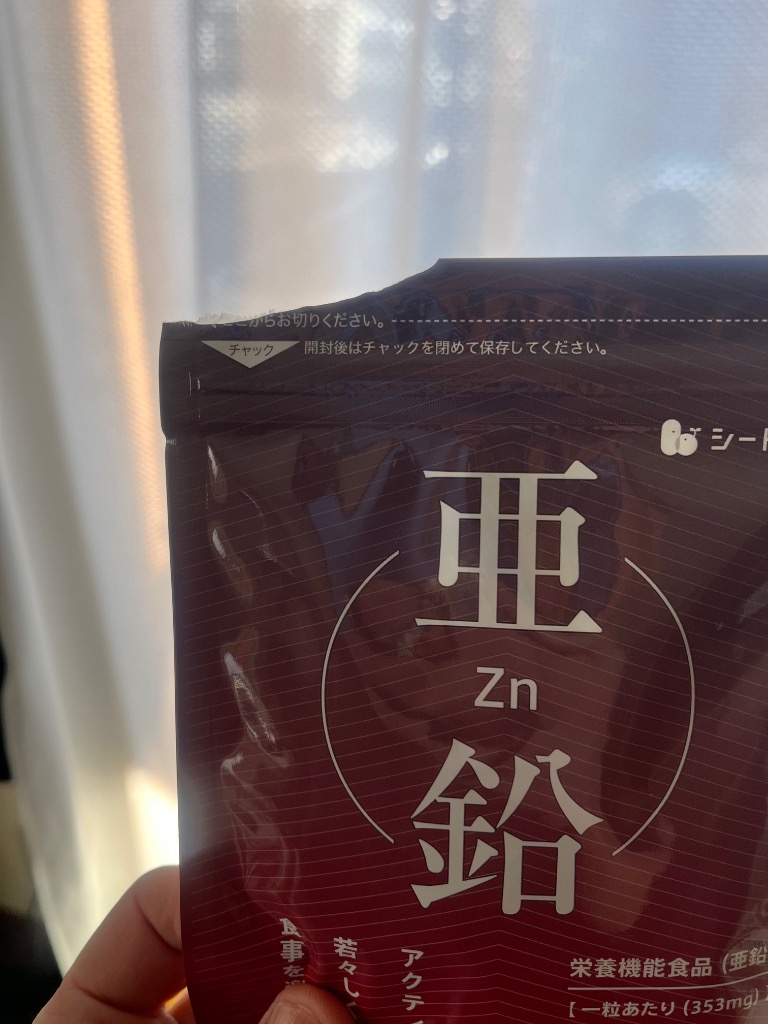 からお切りください。
チャック
開封後はチャックを閉めて保存してください。
シード
亜
Zn
鉛
アクティ
若々し
食事を
栄養機能食品 (亜鉛
[ 一粒あたり (353mg)